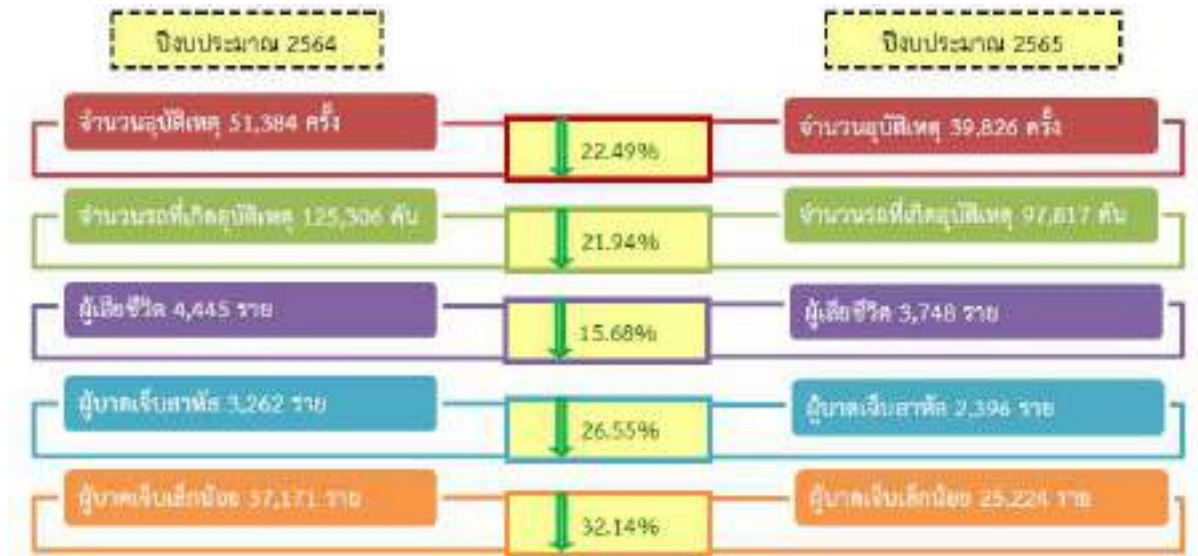 ปีงบประมาณ 2564
ปีงบประมาณ 2565
จำนวนอุบัติเหตุ 51,384 ครั้ง
22.49%
จำนวนอุบัติเหตุ 39,826 ครั้ง
จำนวนรถที่เกิดอุบัติเหตุ 125,306 คัน
21.94%
จำนวนรถที่เกิดอุบัติเหตุ 97,817 คัน
ผู้เสียชีวิต 4,445 ราย
15.68%
ผู้เสียชีวิต 3,748 ราย
ผู้บาดเจ็บสาหัส 3,262 ราย
26.55%
ผู้บาดเจ็บสาหัส 2,396 ราย
ผู้บาดเจ็บเล็กน้อย 37,171 ราย
32.14%
ผู้บาดเจ็บเล็กน้อย 25,224 ราย